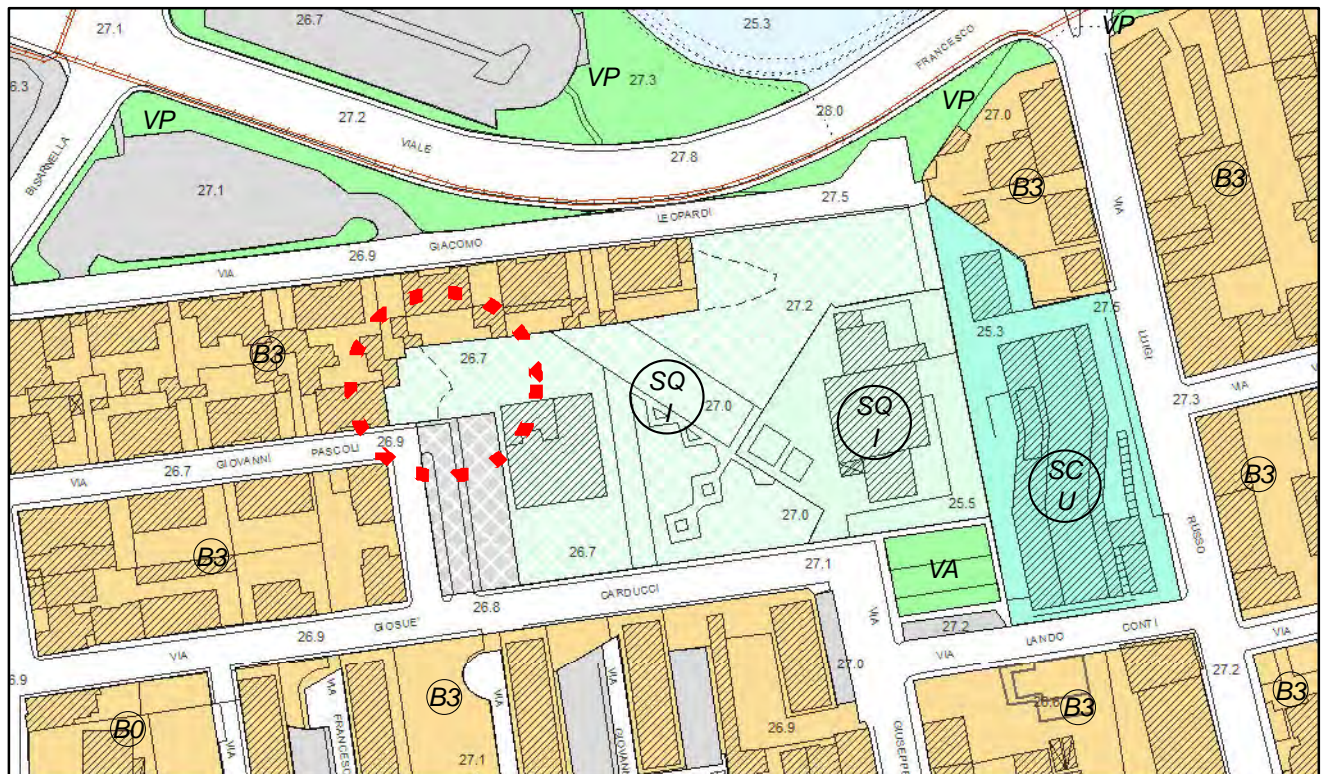 27.1
26.7
25.3
VP
FRANCESCO
6.3
VP
27.3
VP
27.2
28.0
VP
27.0
VIALE
BISARNELLA
27.8
B3
B3
27.1
27.5
VIA
LEOPARDI
GIACOMO
26.9
VIA
27.2
27.5
25.3
B3
26.7
LUIGI
SQ
I
27.0
SQ
I
27.3
VIA
26.9
PASCOLI
GIOVANNI
26.7
VIA
SC
U
B3
27.0
25.5
RUSSO
B3
26.7
27.1
VA
CARDUCCI
26.8
GIOSUE'
26.9
VIA
VIA
27.2
CONTI
LANDO
VIA
VIA
27.0
27.2
6.9
B3
B3
B3
B0
VIA
FRANCESC
VIA
VIA
GIOVANN
26.9
27.1
GIUSEPPE